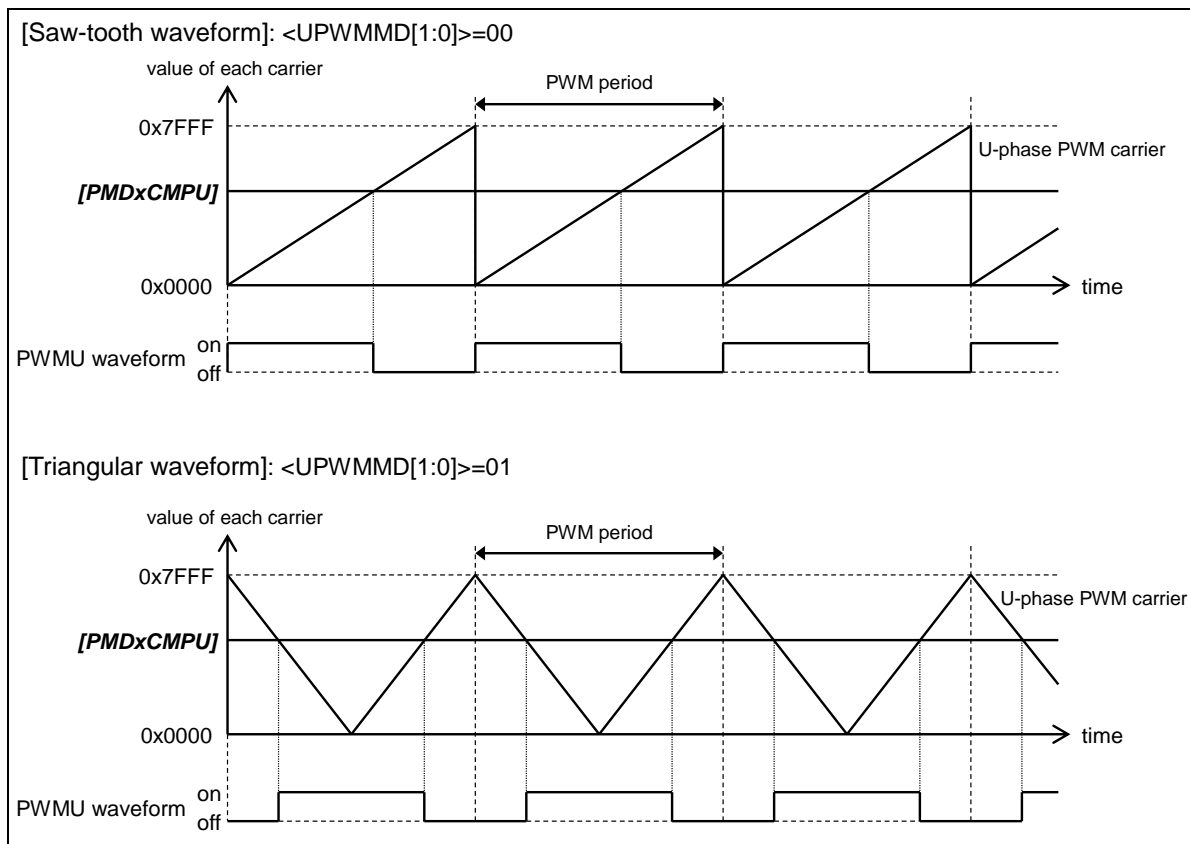 [Saw-tooth waveform]: <UPWMMD[1:0]>=00
value of each carrier
PWM period
0x7FFF
U-phase PWM carrier
[PMDxCMPU]
0x0000
time
on
PWMU waveform
off
[Triangular waveform]: <UPWMMD[1:0]>=01
value of each carrier
PWM period
0x7FFF
U-phase PWM carrier
[PMDxCMPU]
0x0000
time
on
PWMU waveform
off